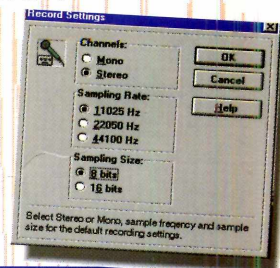 Record Settings
Channels:
Mono
Stereo
OK
Cancel
Help
Sampling Rate:
11025 Hz
22050 Hz
44100 Hz
Sampling Size:
8 bits
16 bits
Select Stereo or Mono, sample freqency and sample
size for the default recording settings.